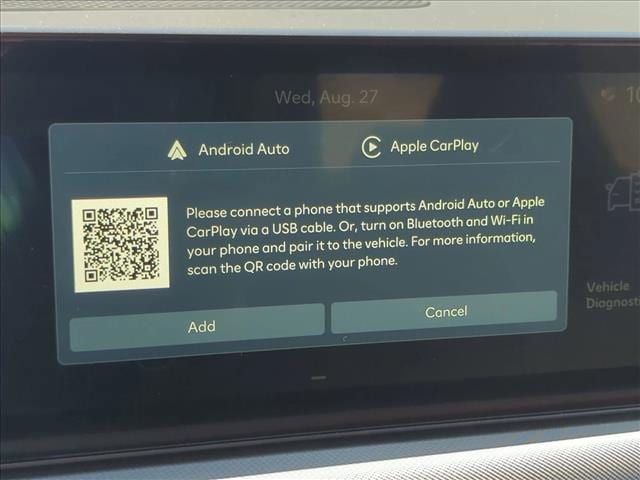 Wed, Aug. 27
Android Auto
Apple CarPlay
Please connect a phone that supports Android Auto or Apple
CarPlay via a USB cable. Or, turn on Bluetooth and Wi-Fi in
your phone and pair it to the vehicle. For more information,
scan the QR code with your phone.
Add
Cancel
Vehicle